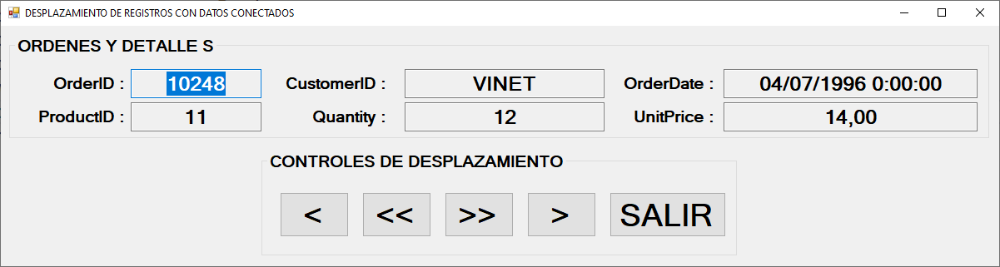 DESPLAZAMIENTO DE REGISTROS CON DATOS CONECTADOS
ORDENES Y DETALLE S
OrderID : 10248 CustomerID : VINET OrderDate : 04/07/1996 0:00:00
ProductID : 11 Quantity : 12 UnitPrice : 14,00
CONTROLES DE DESPLAZAMIENTO
< << >> > SALIR